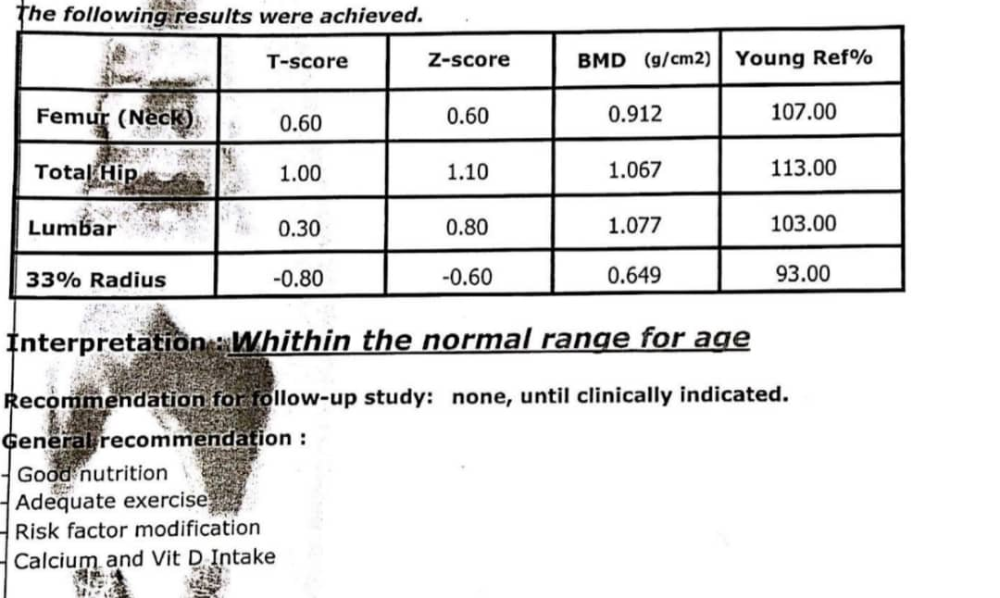 The following results were achieved.
T-score Z-score BMD (g/cm2) Young Ref%
Femur (Neck) 0.60 0.60 0.912 107.00
Total Hip 1.00 1.10 1.067 113.00
Lumbar 0.30 0.80 1.077 103.00
33% Radius -0.80 -0.60 0.649 93.00
Interpretation : Whithin the normal range for age
Recommendation for follow-up study: none, until clinically indicated.
General recommendation :
- Good nutrition
- Adequate exercise
- Risk factor modification
- Calcium and Vit D Intake